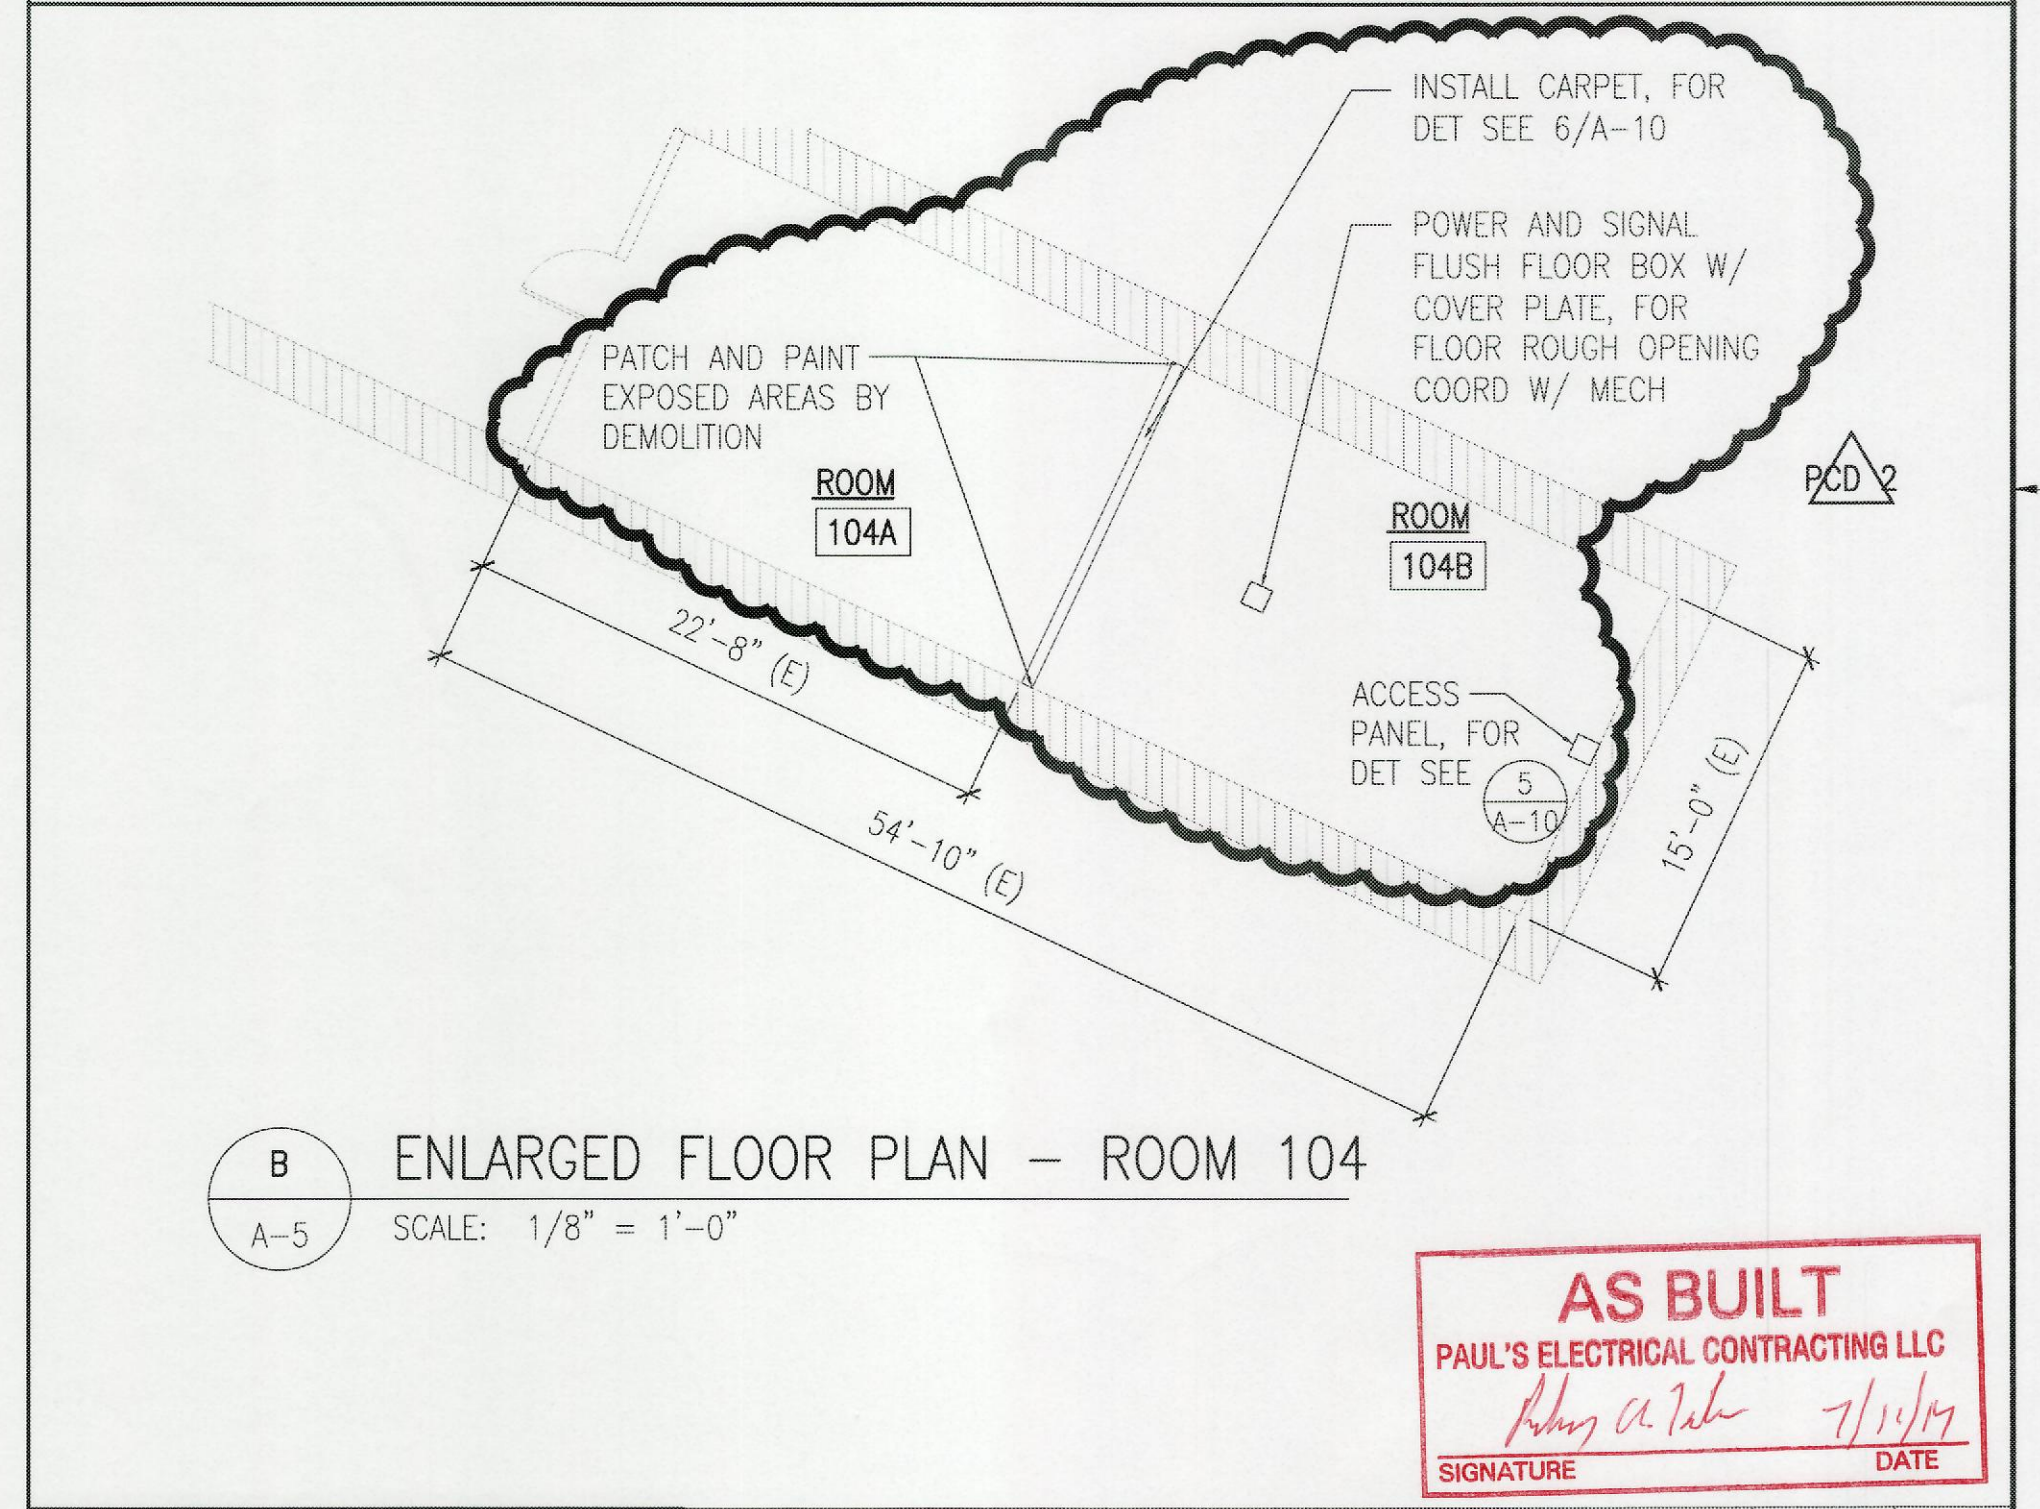 INSTALL CARPET, FOR
DET SEE 6/A-10
POWER AND SIGNAL
FLUSH FLOOR BOX W/
COVER PLATE, FOR
FLOOR ROUGH OPENING
COORD W/ MECH
PATCH AND PAINT
EXPOSED AREAS BY
DEMOLITION
ROOM
104A
ROOM
104B
PCD 2
22'-8" (E)
54'-10" (E)
15'-0" (E)
ACCESS
PANEL, FOR
DET SEE
5
A-10
B
A-5
ENLARGED FLOOR PLAN - ROOM 104
SCALE: 1/8" = 1'-0"
AS BUILT
PAUL'S ELECTRICAL CONTRACTING LLC
SIGNATURE
DATE